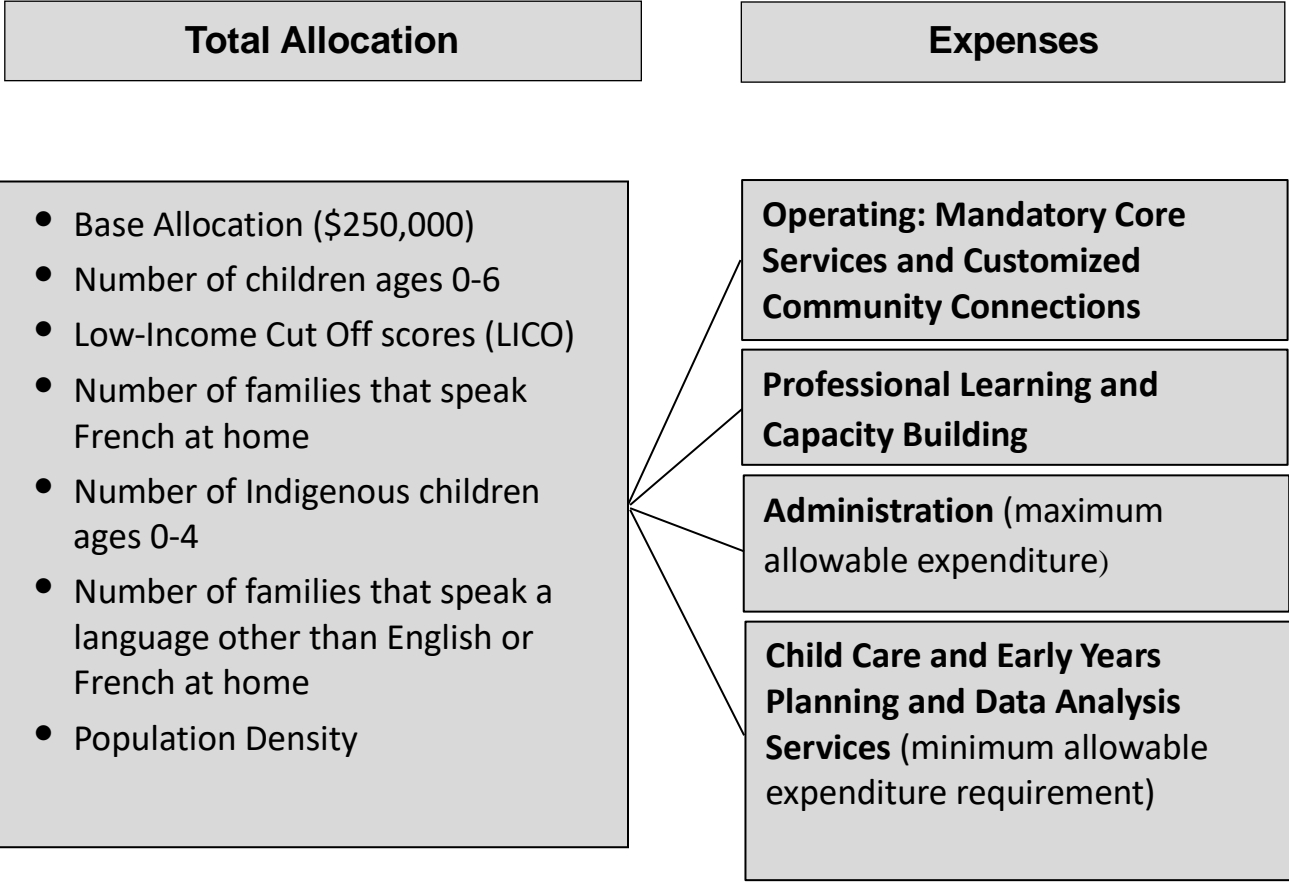 Total Allocation
Expenses
• Base Allocation ($250,000)
• Number of children ages 0-6
• Low-Income Cut Off scores (LICO)
• Number of families that speak
French at home
• Number of Indigenous children
ages 0-4
• Number of families that speak a
language other than English or
French at home
• Population Density
Operating: Mandatory Core
Services and Customized
Community Connections
Professional Learning and
Capacity Building
Administration (maximum
allowable expenditure)
Child Care and Early Years
Planning and Data Analysis
Services (minimum allowable
expenditure requirement)